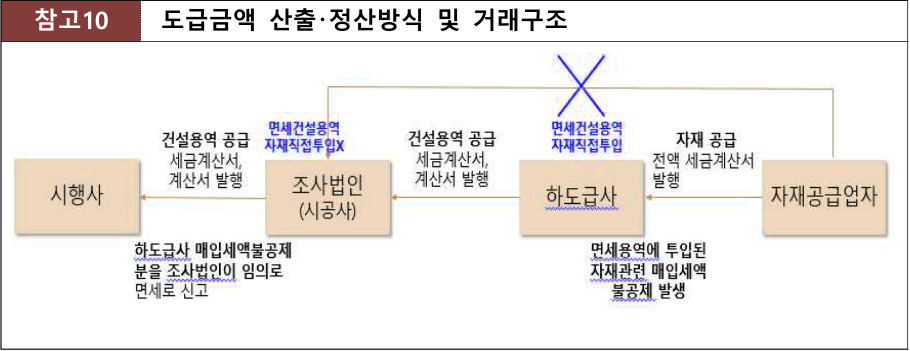 참고10
도급금액 산출·정산방식 및 거래구조
건설용역 공급
세금계산서,
계산서 발행
면세건설용역
자재직접투입X
건설용역 공급
세금계산서,
계산서 발행
면세건설용역
자재직접투입
자재 공급
전액 세금계산서
발행
시행사
조사법인
(시공사)
하도급사
자재공급업자
하도급사 매입세액불공제
분을 조사법인이 임의로
면세로 신고
면세용역에 투입된
자재관련 매입세액
불공제 발생